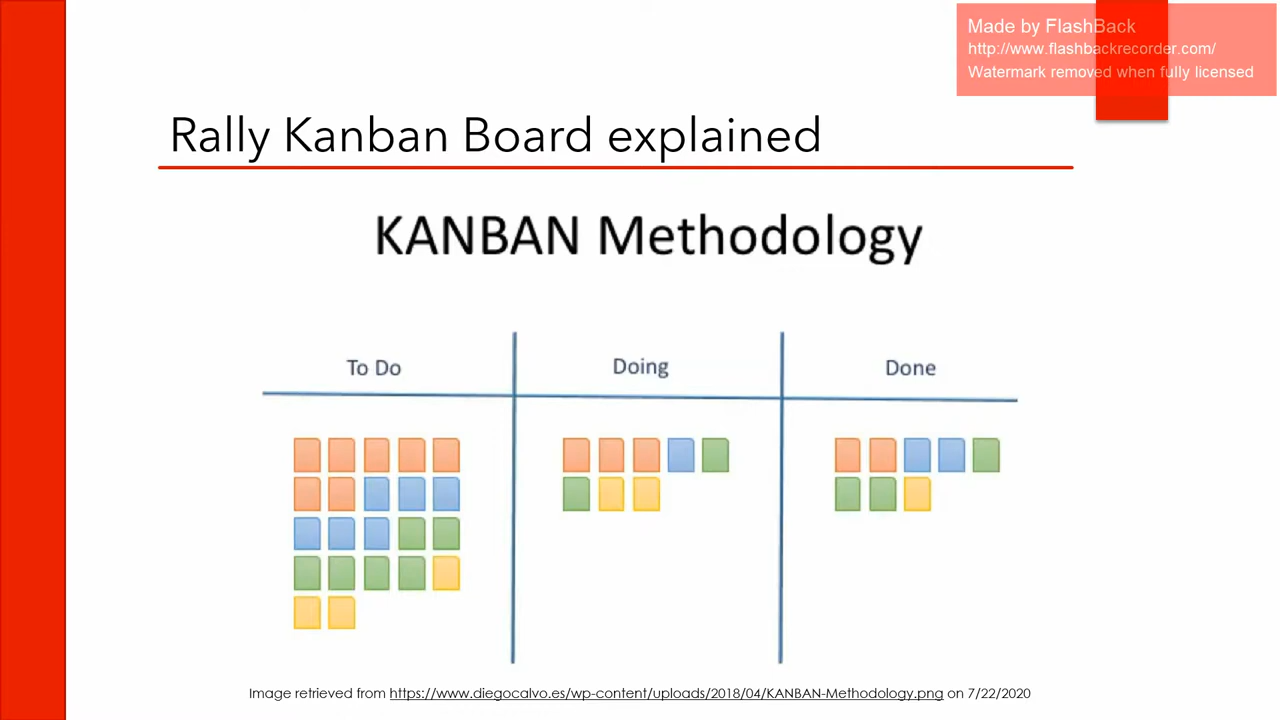 Made by FlashBack
http://www.flashbackrecorder.com/
Watermark removed when fully licensed
Rally Kanban Board explained
KANBAN Methodology
To Do
Doing
Done
Image retrieved from https://www.diegocalvo.es/wp-content/uploads/2018/04/KANBAN-Methodology.png on 7/22/2020